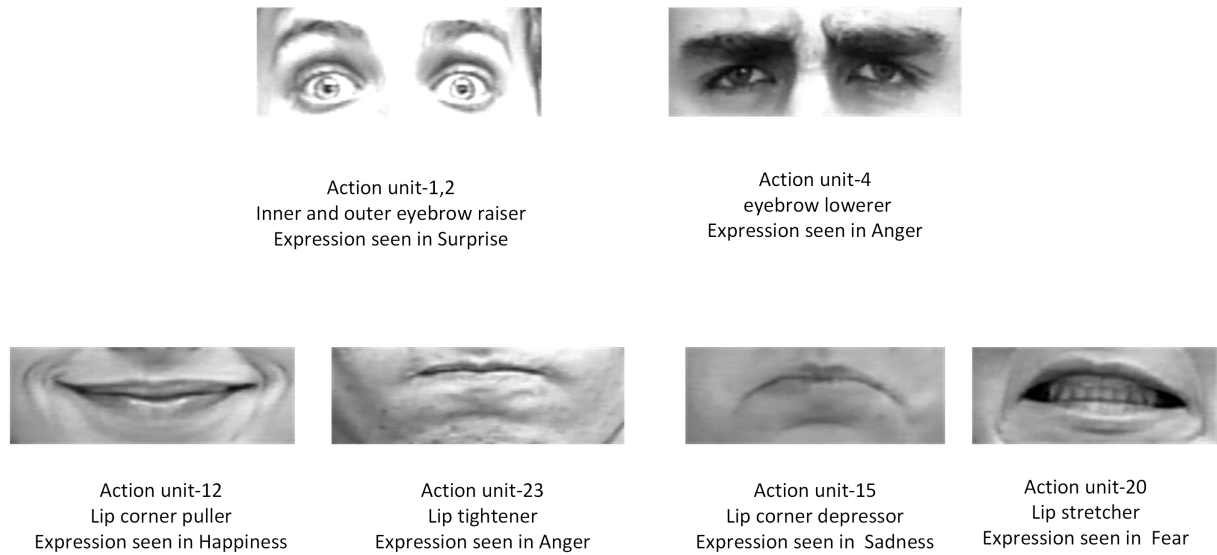 Action unit-1,2
Inner and outer eyebrow raiser
Expression seen in Surprise
Action unit-4
eyebrow lowerer
Expression seen in Anger
Action unit-12
Lip corner puller
Expression seen in Happiness
Action unit-23
Lip tightener
Expression seen in Anger
Action unit-15
Lip corner depressor
Expression seen in  Sadness
Action unit-20
Lip stretcher
Expression seen in  Fear